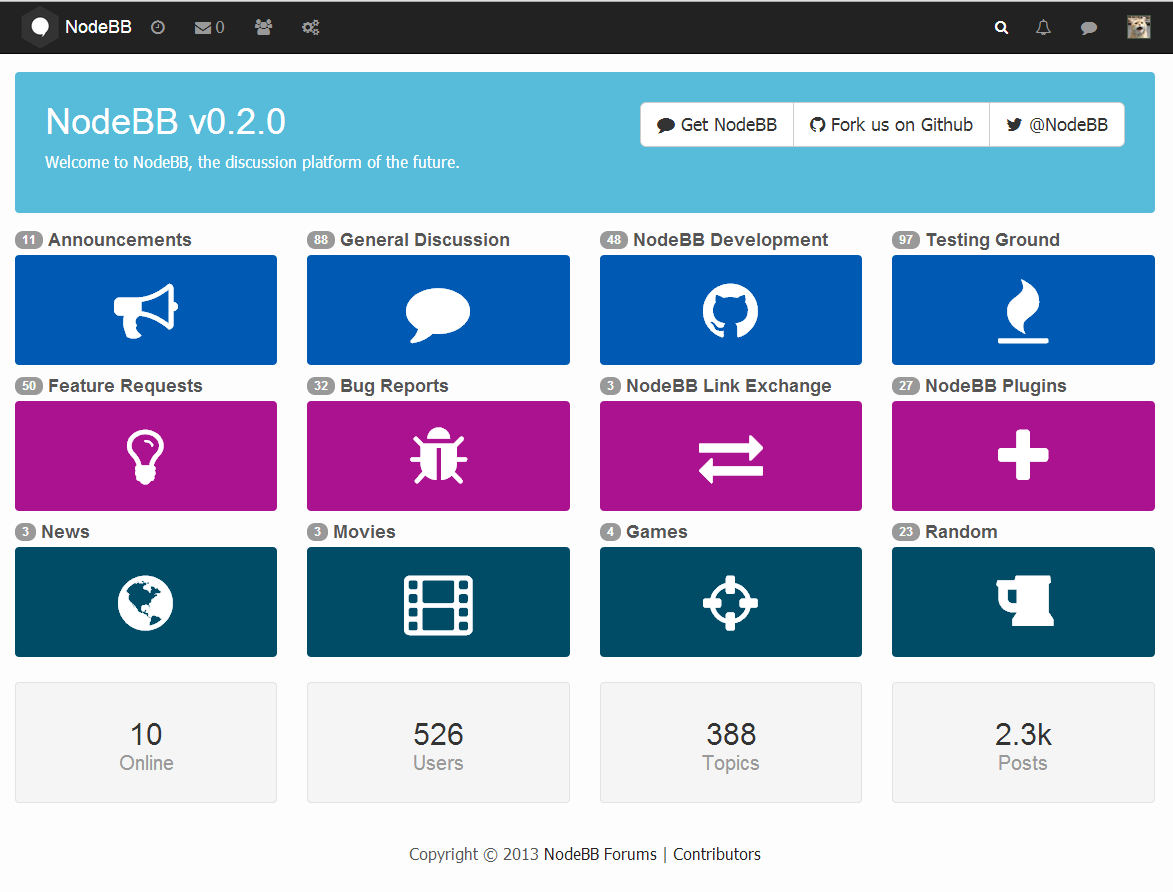 NodeBB 0
NodeBB v0.2.0
Get NodeBB Fork us on Github @NodeBB
Welcome to NodeBB, the discussion platform of the future.
11 Announcements 88 General Discussion 48 NodeBB Development 97 Testing Ground
50 Feature Requests 32 Bug Reports 3 NodeBB Link Exchange 27 NodeBB Plugins
3 News 3 Movies 4 Games 23 Random
10 526 388 2.3k
Online Users Topics Posts
Copyright © 2013 NodeBB Forums | Contributors